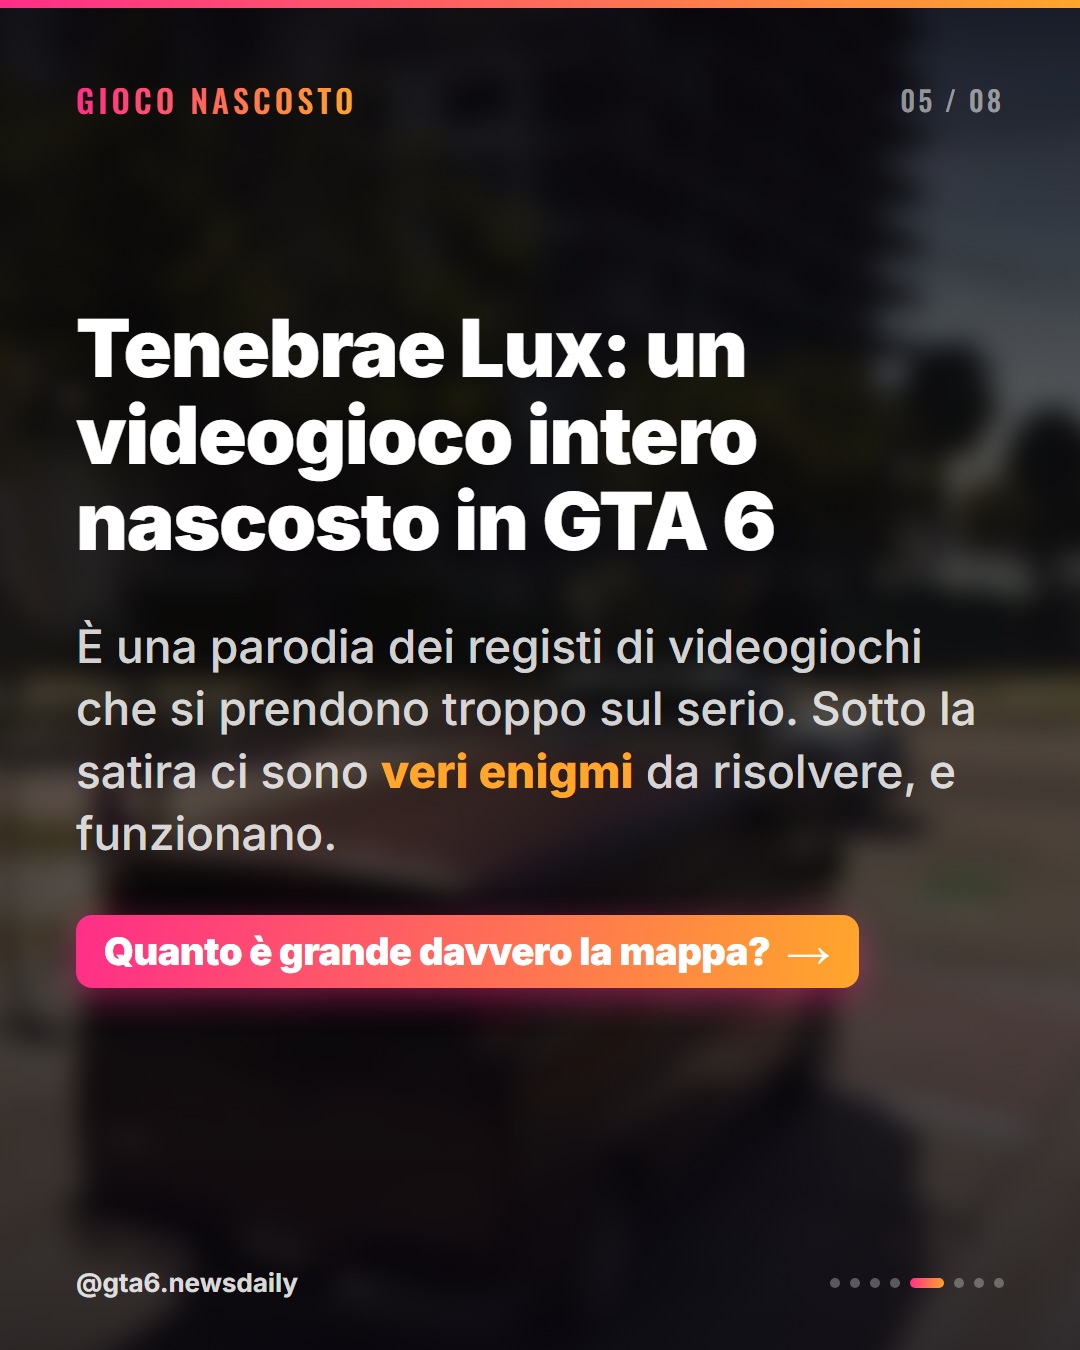 GIOCO NASCOSTO
05 / 08
Tenebrae Lux: un
videogioco intero
nascosto in GTA 6
È una parodia dei registi di videogiochi
che si prendono troppo sul serio. Sotto la
satira ci sono veri enigmi da risolvere, e
funzionano.
Quanto è grande davvero la mappa? →
@gta6.newsdaily